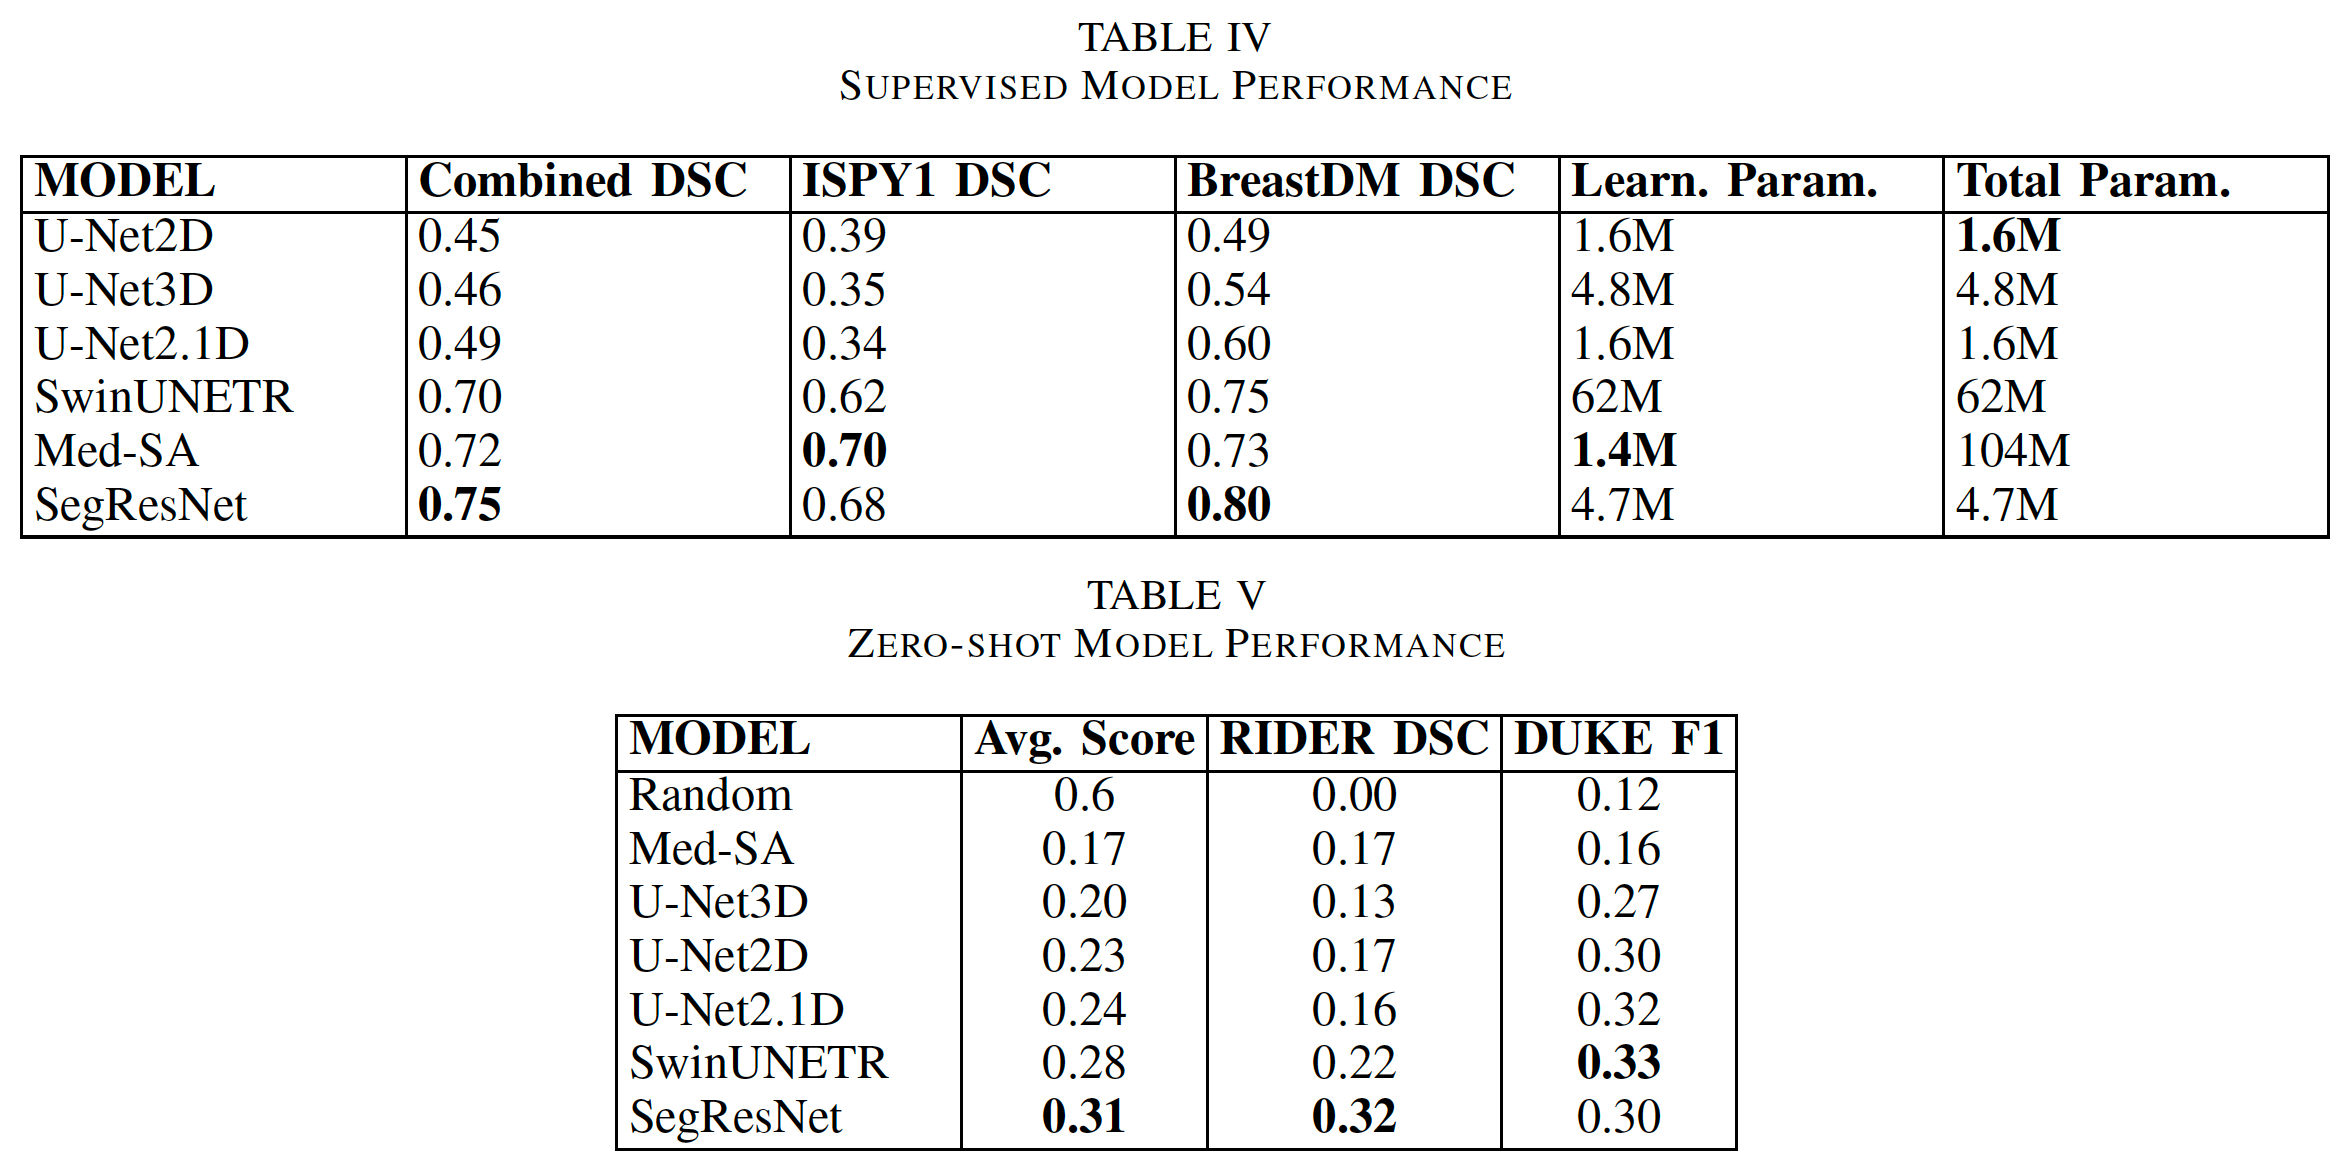 TABLE IV
SUPERVISED MODEL PERFORMANCE
MODEL Combined DSC ISPY1 DSC BreastDM DSC Learn. Param. Total Param.
U-Net2D 0.45 0.39 0.49 1.6M 1.6M
U-Net3D 0.46 0.35 0.54 4.8M 4.8M
U-Net2.1D 0.49 0.34 0.60 1.6M 1.6M
SwinUNETR 0.70 0.62 0.75 62M 62M
Med-SA 0.72 0.70 0.73 1.4M 104M
SegResNet 0.75 0.68 0.80 4.7M 4.7M
TABLE V
ZERO-SHOT MODEL PERFORMANCE
MODEL Avg. Score RIDER DSC DUKE F1
Random 0.6 0.00 0.12
Med-SA 0.17 0.17 0.16
U-Net3D 0.20 0.13 0.27
U-Net2D 0.23 0.17 0.30
U-Net2.1D 0.24 0.16 0.32
SwinUNETR 0.28 0.22 0.33
SegResNet 0.31 0.32 0.30